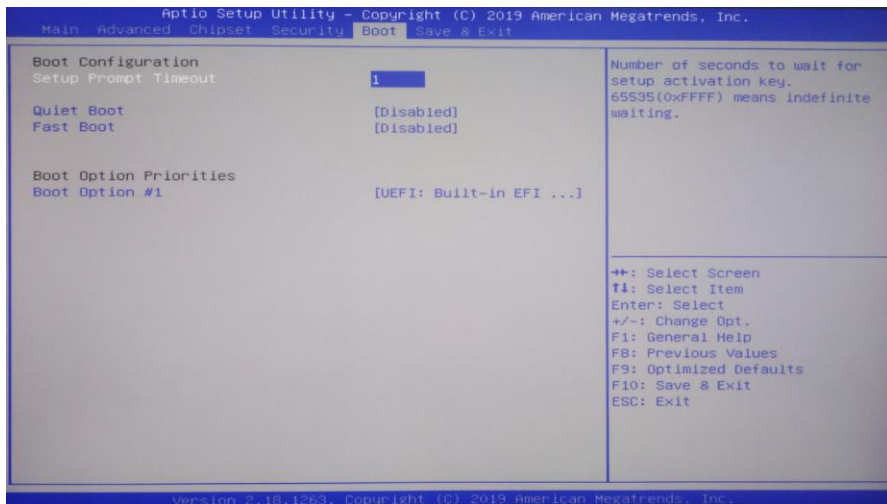 Aptio Setup Utility – Copyright (C) 2019 American Megatrends, Inc.
Main Advanced Chipset Security Boot Save & Exit
Boot Configuration
Setup Prompt Timeout 1
Quiet Boot [Disabled]
Fast Boot [Disabled]
Boot Option Priorities
Boot Option #1 [UEFI: Built-in EFI ...]
Number of seconds to wait for
setup activation key.
65535(0xFFFF) means indefinite
waiting.
→←: Select Screen
↑↓: Select Item
Enter: Select
+/-: Change Opt.
F1: General Help
F8: Previous Values
F9: Optimized Defaults
F10: Save & Exit
ESC: Exit
Version 2.18.1263. Copyright (C) 2019 American Megatrends, Inc.